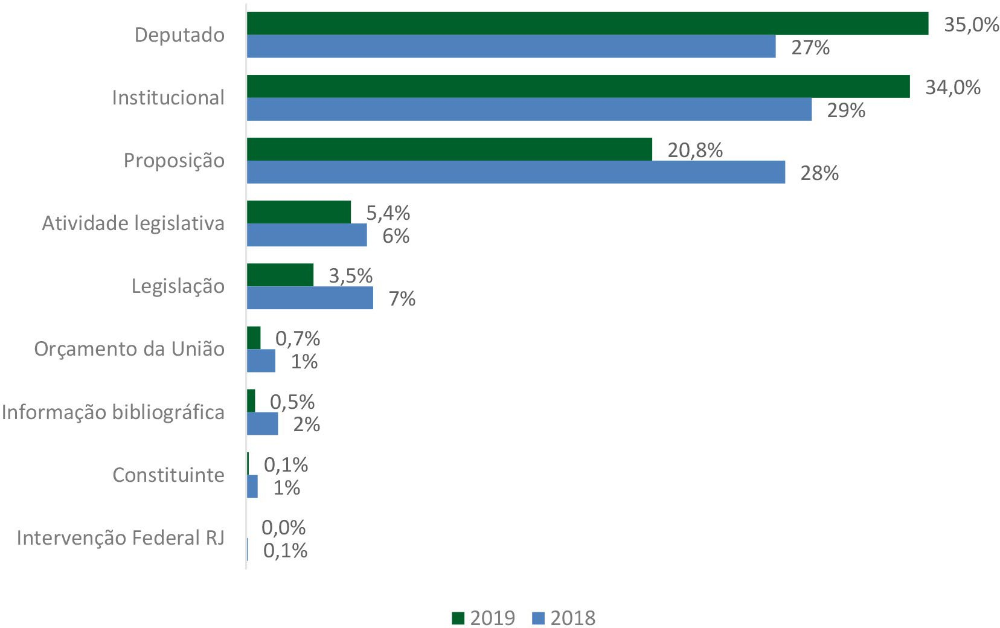 Deputado
35,0%
27%
Institucional
34,0%
29%
Proposição
20,8%
28%
Atividade legislativa
5,4%
6%
Legislação
3,5%
7%
Orçamento da União
0,7%
1%
Informação bibliográfica
0,5%
2%
Constituinte
0,1%
1%
Intervenção Federal RJ
0,0%
0,1%
2019 2018